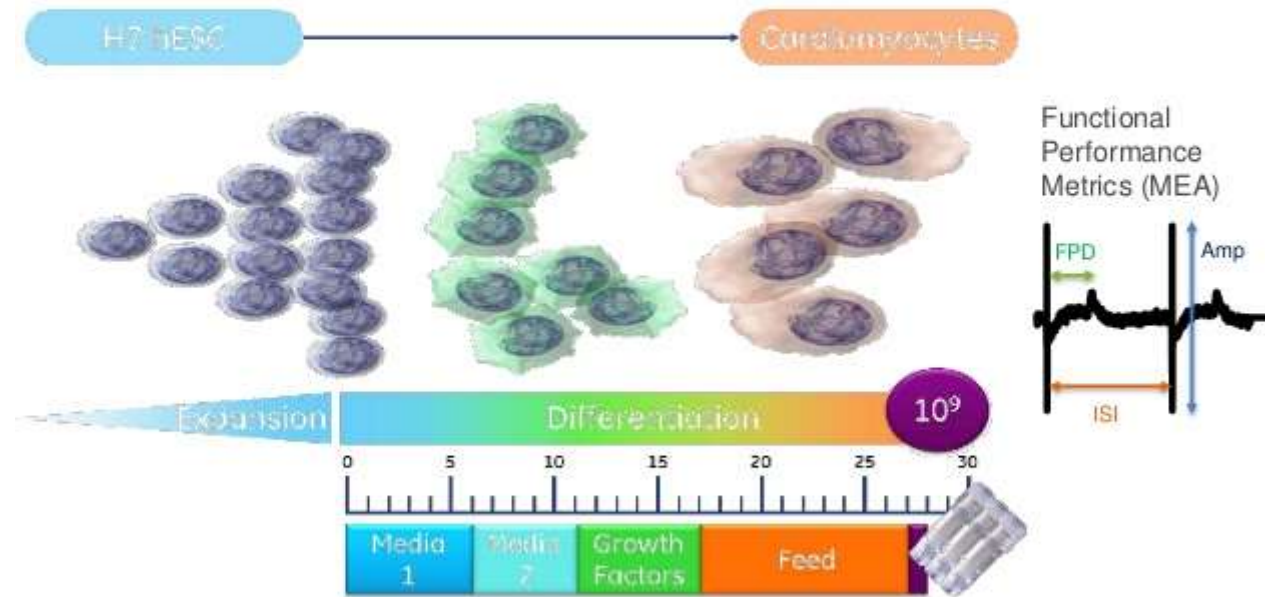 H7 hESC
Cardiomyocytes
Functional
Performance
Metrics (MEA)
FPD
Amp
ISI
Expansion
Differentiation
10⁹
0 5 10 15 20 25 30
Media
1
Media
2
Growth
Factors
Feed